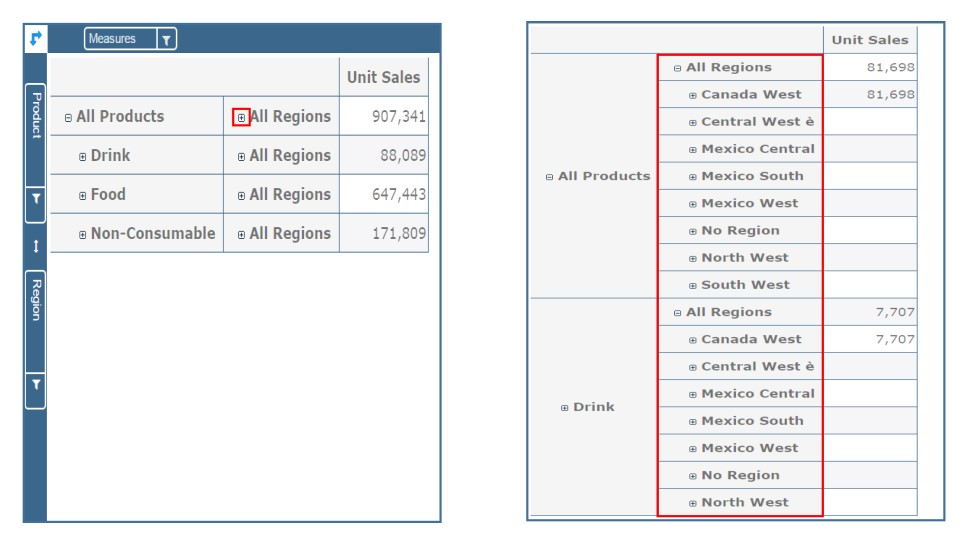 Measures
Unit Sales
Product
All Products All Regions 907,341
Drink All Regions 88,089
Food All Regions 647,443
Non-Consumable All Regions 171,809
Region
Unit Sales
All Products
All Regions 81,698
Canada West 81,698
Central West è
Mexico Central
Mexico South
Mexico West
No Region
North West
South West
Drink
All Regions 7,707
Canada West 7,707
Central West è
Mexico Central
Mexico South
Mexico West
No Region
North West